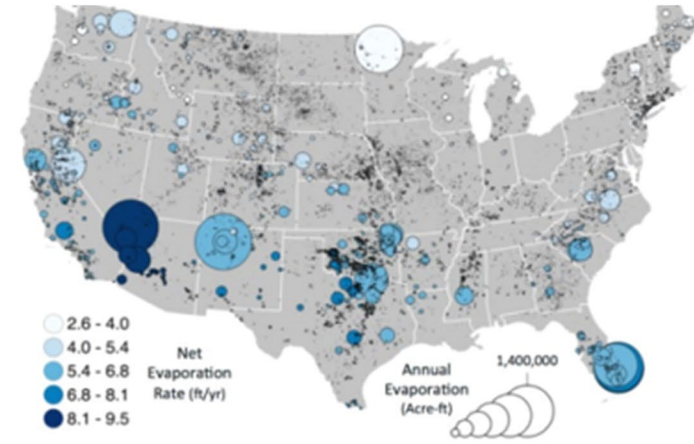 2.6 - 4.0
4.0 - 5.4
5.4 - 6.8
6.8 - 8.1
8.1 - 9.5
Net
Evaporation
Rate (ft/yr)
Annual
Evaporation
(Acre-ft)
1,400,000